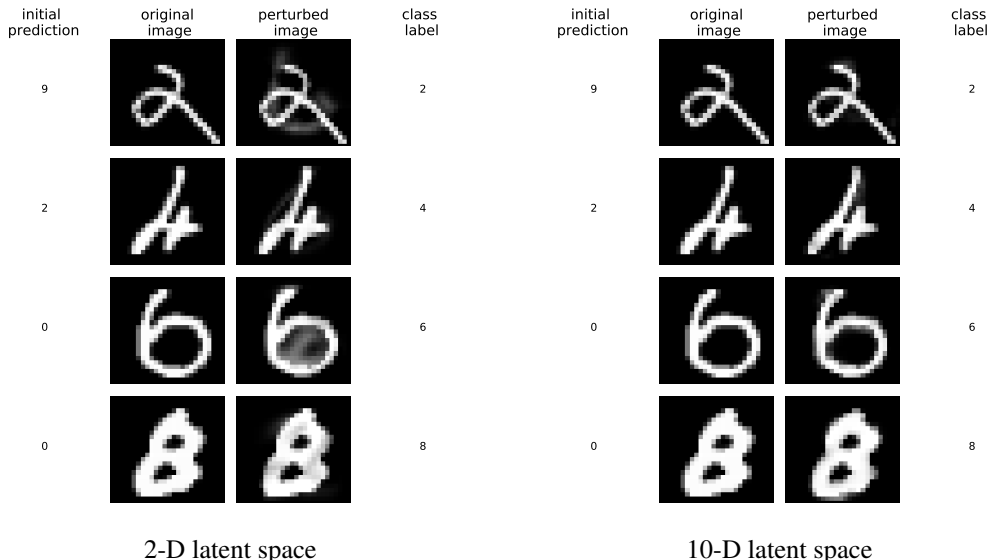 initial prediction original image perturbed image class label
9 2
2 4
0 6
0 8
2-D latent space
initial prediction original image perturbed image class label
9 2
2 4
0 6
0 8
10-D latent space